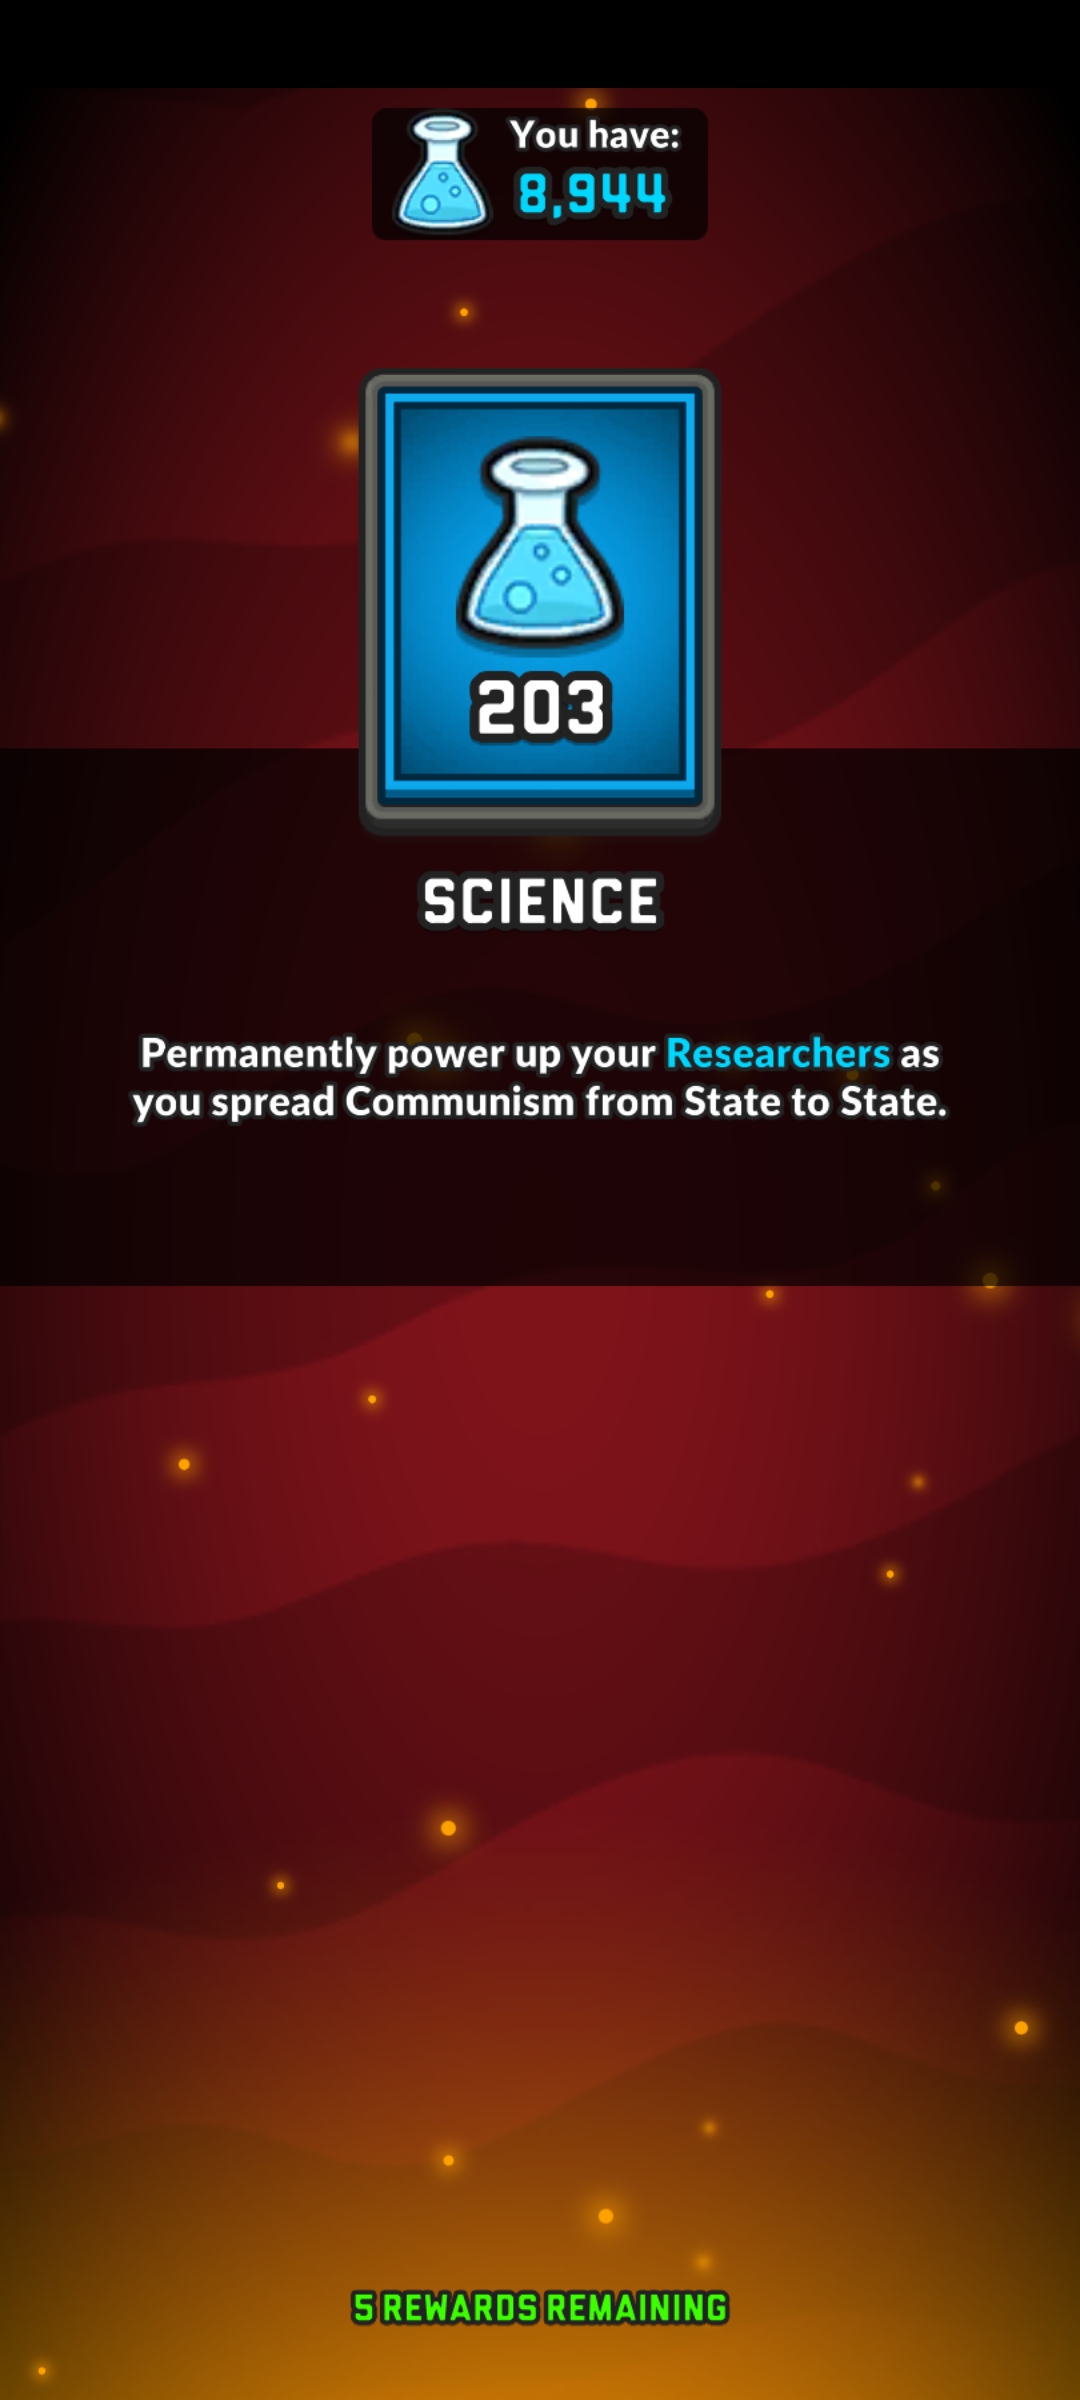 You have:
8,944
203
SCIENCE
Permanently power up your Researchers as
you spread Communism from State to State.
5 REWARDS REMAINING